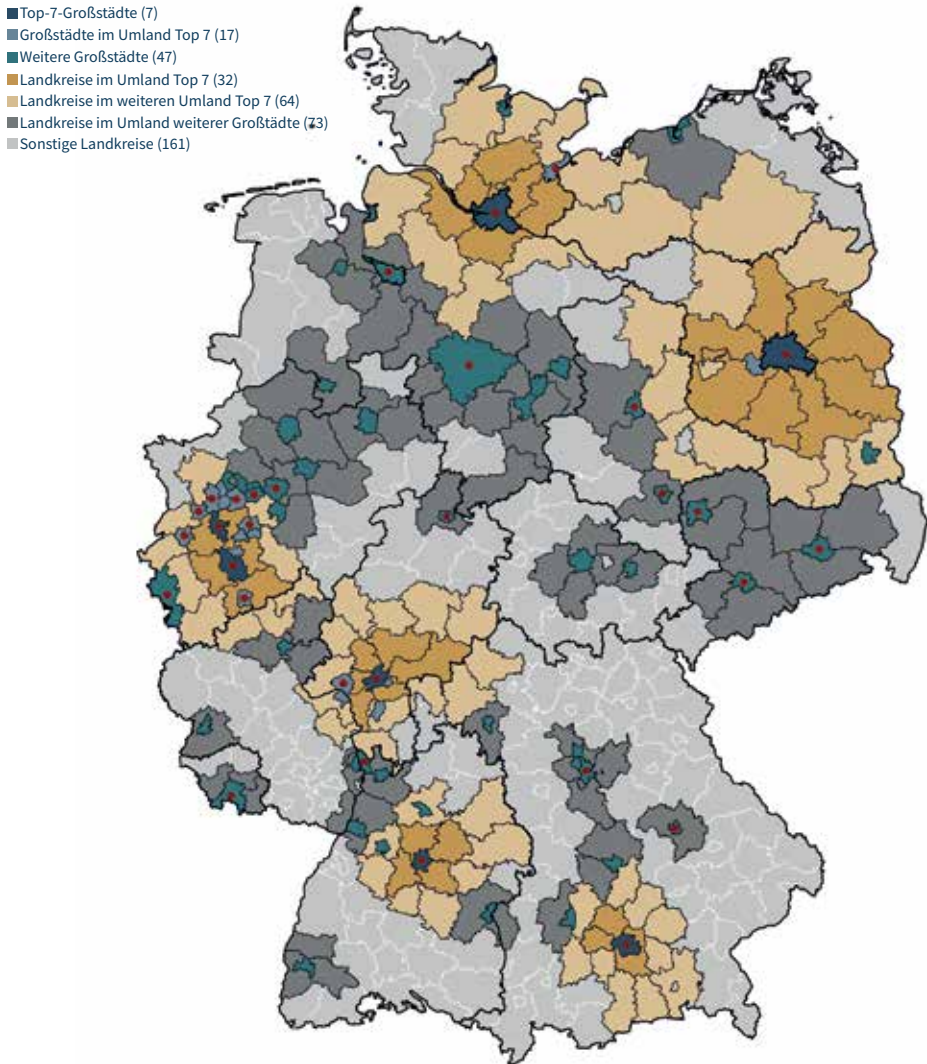 Top-7-Großstädte (7)
Großstädte im Umland Top 7 (17)
Weitere Großstädte (47)
Landkreise im Umland Top 7 (32)
Landkreise im weiteren Umland Top 7 (64)
Landkreise im Umland weiterer Großtädte (73)
Sonstige Landkreise (161)